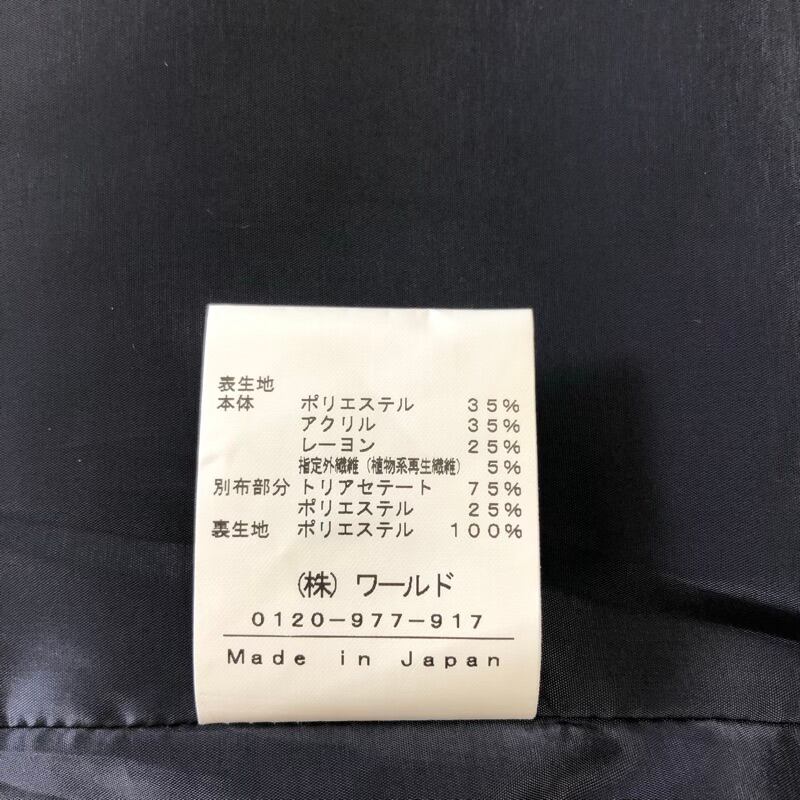 表生地
本体 ポリエステル 35%
アクリル 35%
レーヨン 25%
指定外繊維(植物系再生繊維) 5%
別布部分 トリアセテート 75%
ポリエステル 25%
裏生地 ポリエステル 100%
(株) ワールド
0120-977-917
Made in Japan